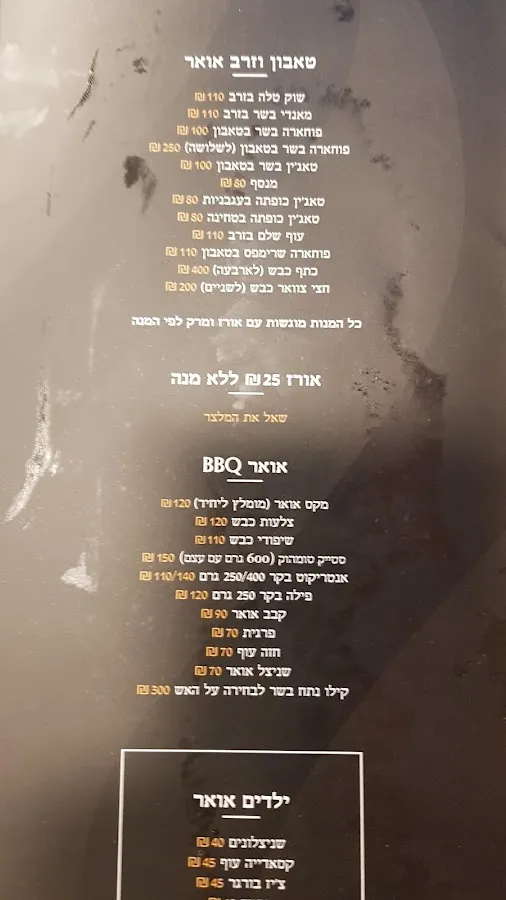 טאבון וזרב אואר
שוק טלה בזרב 110 ₪
מאנדי בשר בזרב 110 ₪
פוחארה בשר בטאבון 100 ₪
פוחארה בשר בטאבון (לשלושה) 250 ₪
טאג'ין בשר בטאבון 100 ₪
מנסף 80 ₪
טאג'ין כופתה בעגבניות 80 ₪
טאג'ין כופתה בטחינה 80 ₪
עוף שלם בזרב 110 ₪
פוחארה שרימפס בטאבון 110 ₪
כתף כבש (לארבעה) 400 ₪
חצי צוואר כבש (לשניים) 200 ₪
כל המנות מוגשות עם אורז ומרק לפי המנה
אורז 25 ₪ ללא מנה
שאל את המלצר
אואר BBQ
מקס אואר (מומלץ ליחיד) 120 ₪
צלעות כבש 120 ₪
שיפודי כבש 110 ₪
סטייק טומהוק (600 גרם עם עצם) 150 ₪
אנטריקוט בקר 250/400 גרם 110/140 ₪
פילה בקר 250 גרם 120 ₪
קבב אואר 90 ₪
פרגית 70 ₪
חזה עוף 70 ₪
שניצל אואר 70 ₪
קילו נתח בשר לבחירה על האש 300 ₪
ילדים אואר
שניצלונים 40 ₪
קסאדייה עוף 45 ₪
צ'יז בורגר 45 ₪